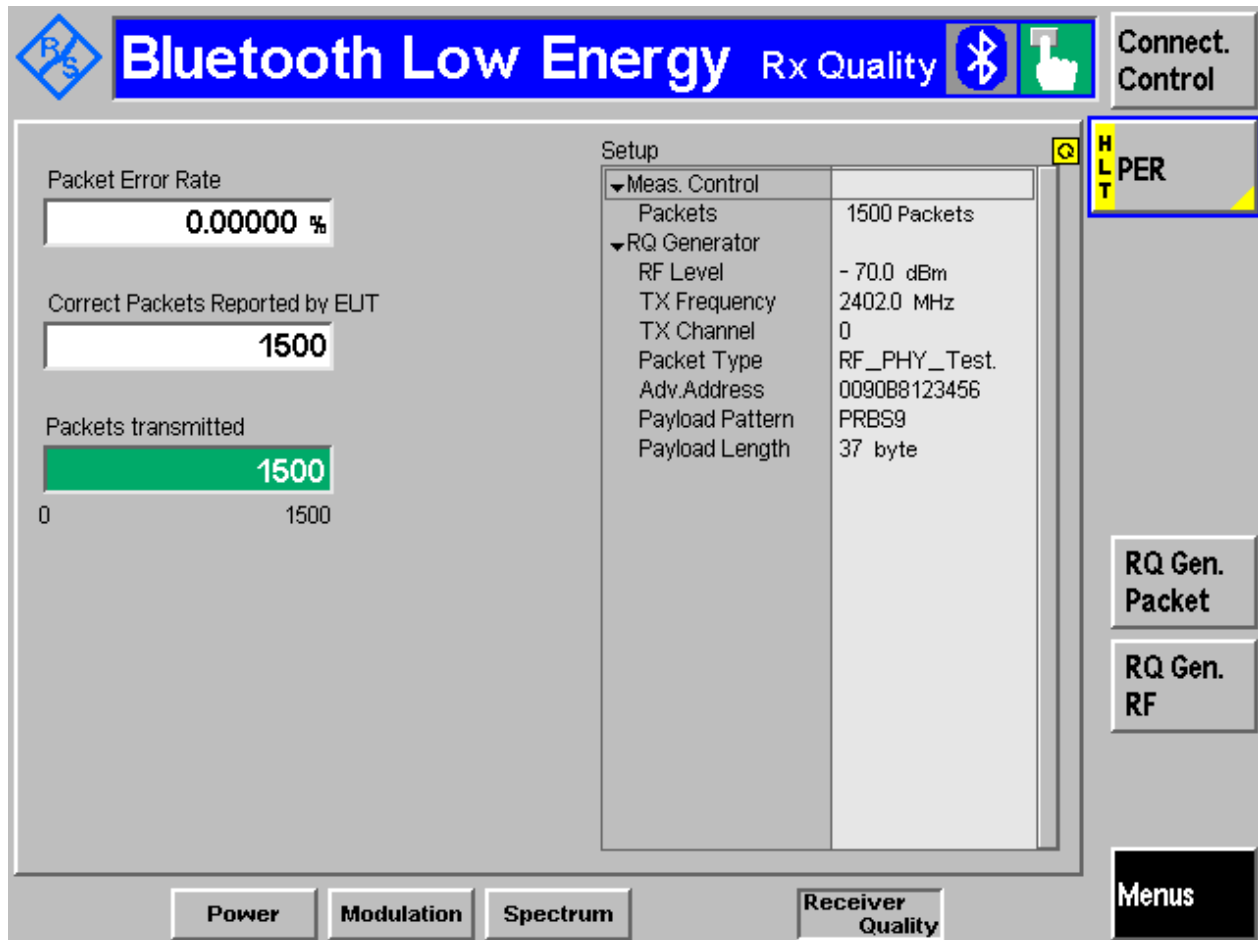 R S
Bluetooth Low Energy Rx Quality
Connect.
Control
Packet Error Rate
0.00000 %
Correct Packets Reported by EUT
1500
Packets transmitted
1500
0 1500
Setup
Q
Meas. Control
Packets 1500 Packets
RQ Generator
RF Level - 70.0 dBm
TX Frequency 2402.0 MHz
TX Channel 0
Packet Type RF_PHY_Test.
Adv.Address 0090B8123456
Payload Pattern PRBS9
Payload Length 37 byte
HLT
PER
RQ Gen.
Packet
RQ Gen.
RF
Power
Modulation
Spectrum
Receiver
Quality
Menus